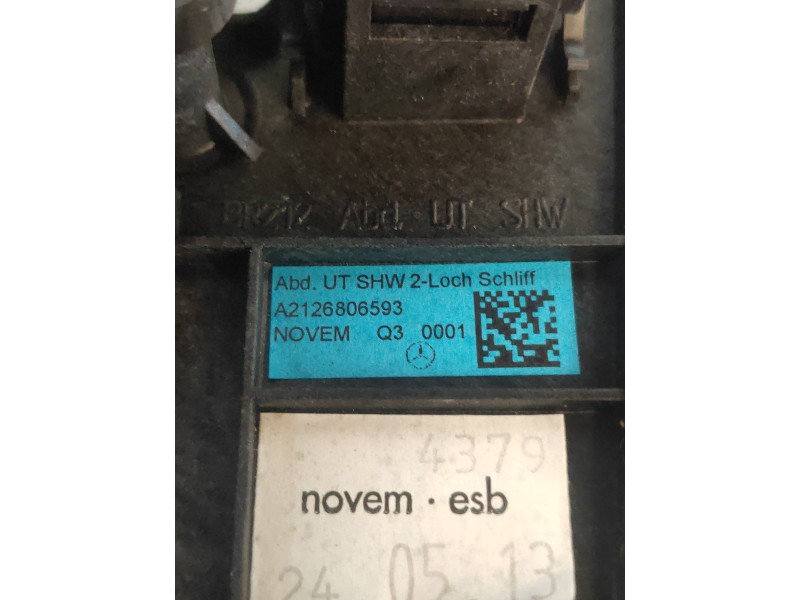 BR212 Abd. UT. SHW
Abd. UT SHW 2-Loch Schliff
A2126806593
NOVEM Q3 0001
4379
novem · esb
24 05 13